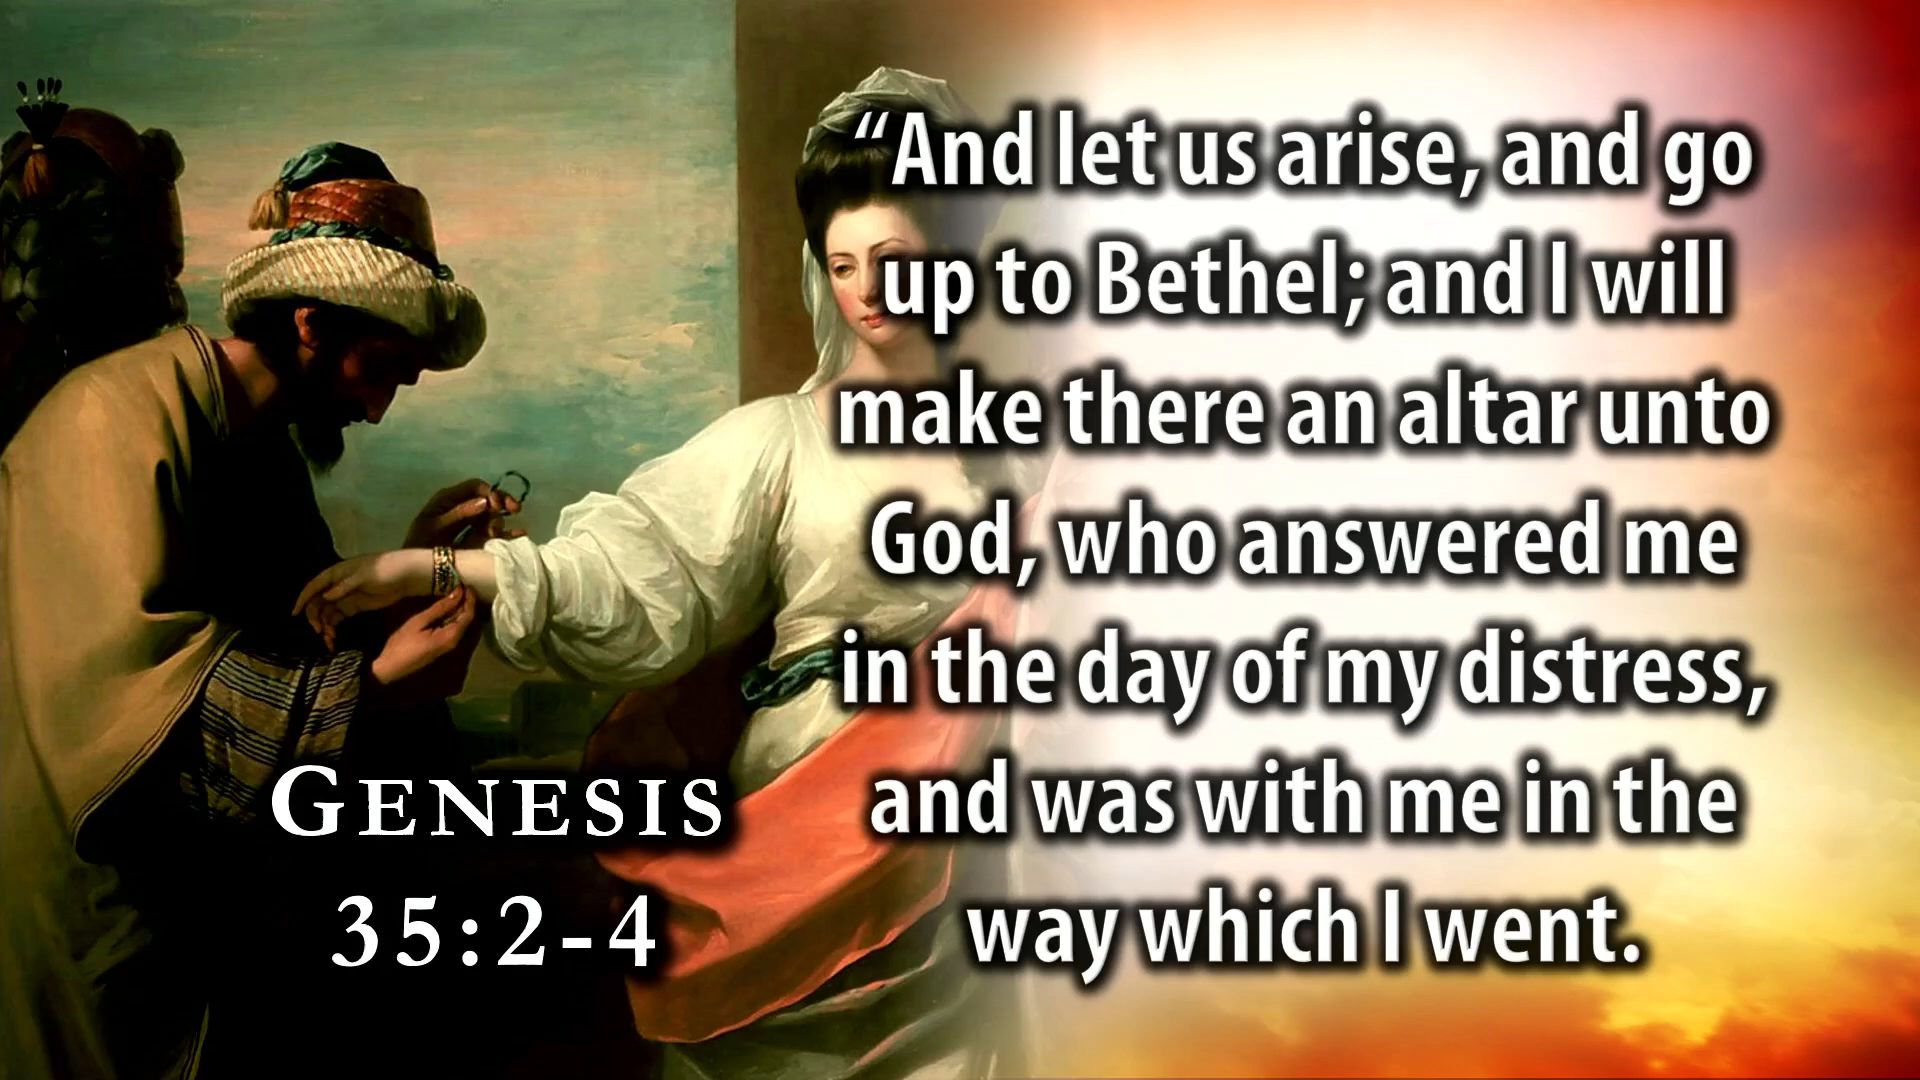 “And let us arise, and go
up to Bethel; and I will
make there an altar unto
God, who answered me
in the day of my distress,
and was with me in the
way which I went.
GENESIS
35:2-4